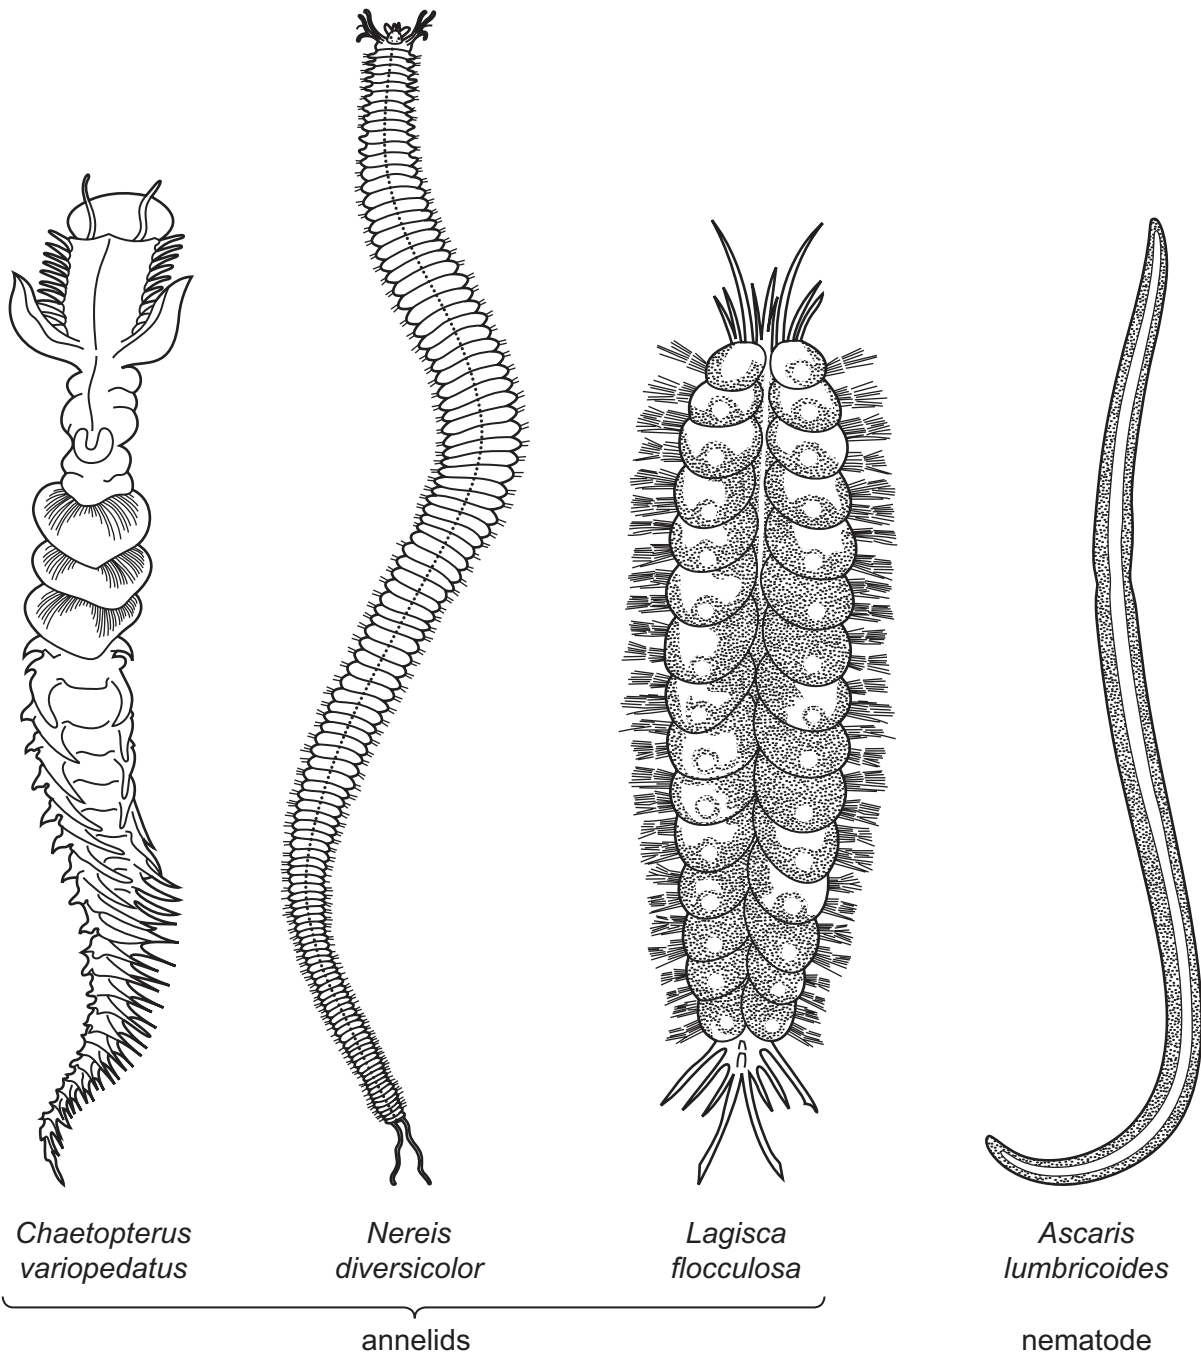 Chaetopterus
variopedatus
Nereis
diversicolor
Lagisca
flocculosa
Ascaris
lumbricoides
annelids
nematode